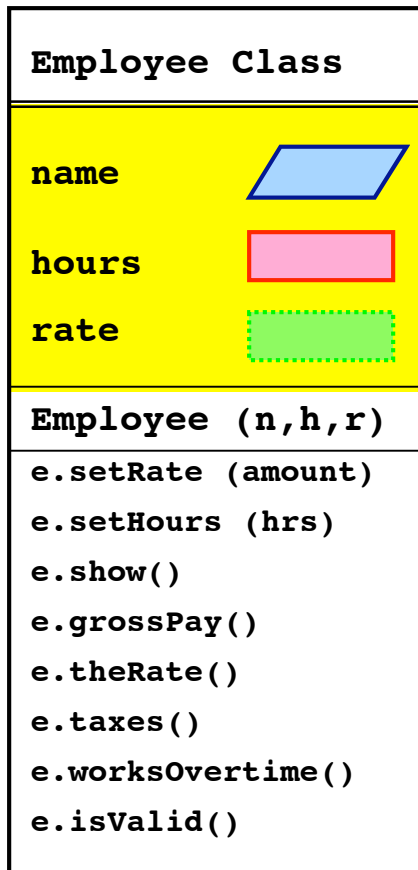 Employee Class
name
hours
rate
Employee (n,h,r)
e.setRate (amount)
e.setHours (hrs)
e.show()
e.grossPay()
e.theRate()
e.taxes()
e.worksOvertime()
e.isValid()